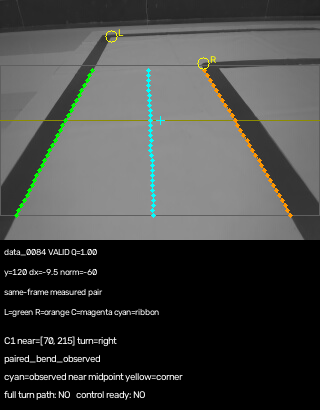 L
R
data_0084 VALID Q=1.00
y=120 dx=-9.5 norm=-60
same-frame measured pair
L=green R=orange C=magenta cyan=ribbon
C1 near=[70, 215] turn=right
paired_bend_observed
cyan=observed near midpoint yellow=corner
full turn path: NO control ready: NO